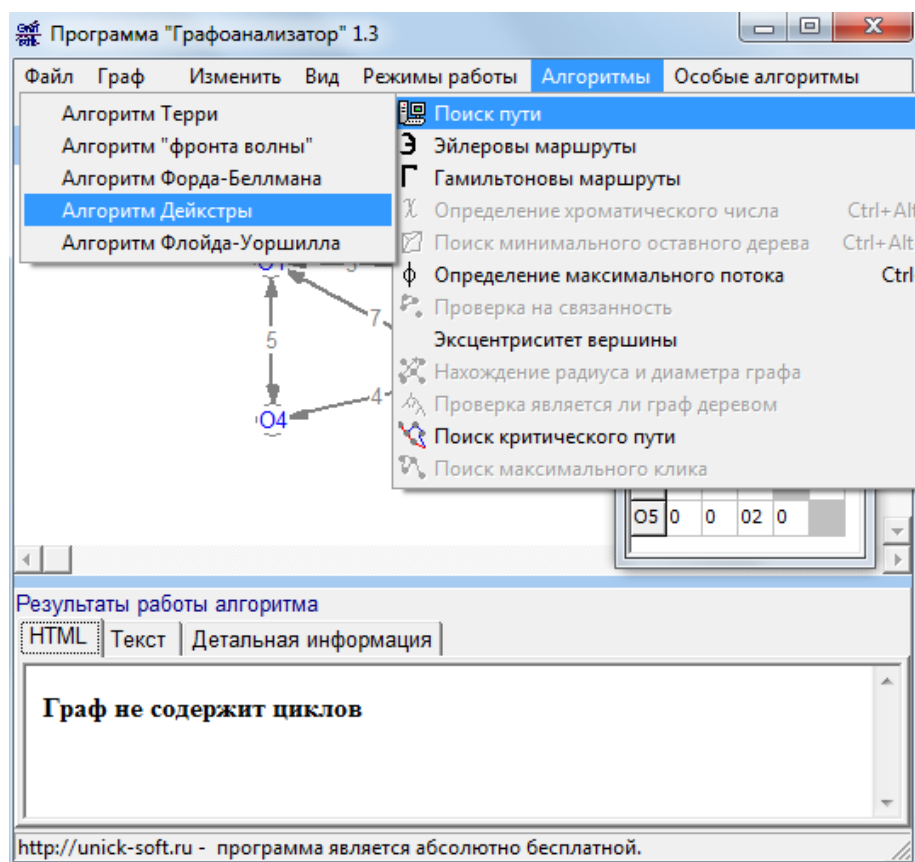 Программа "Графоанализатор" 1.3
Файл Граф Изменить Вид Режимы работы Алгоритмы Особые алгоритмы
Алгоритм Терри
Алгоритм "фронта волны"
Алгоритм Форда-Беллмана
Алгоритм Дейкстры
Алгоритм Флойда-Уоршилла
Поиск пути
Эйлеровы маршруты
Гамильтоновы маршруты
Определение хроматического числа Ctrl+Alt
Поиск минимального оставного дерева Ctrl+Alt
Определение максимального потока Ctrl
Проверка на связанность
Эксцентриситет вершины
Нахождение радиуса и диаметра графа
Проверка является ли граф деревом
Поиск критического пути
Поиск максимального клика
7
5
4
O4
O5 0 0 02 0
Результаты работы алгоритма
HTML Текст Детальная информация
Граф не содержит циклов
http://unick-soft.ru - программа является абсолютно бесплатной.